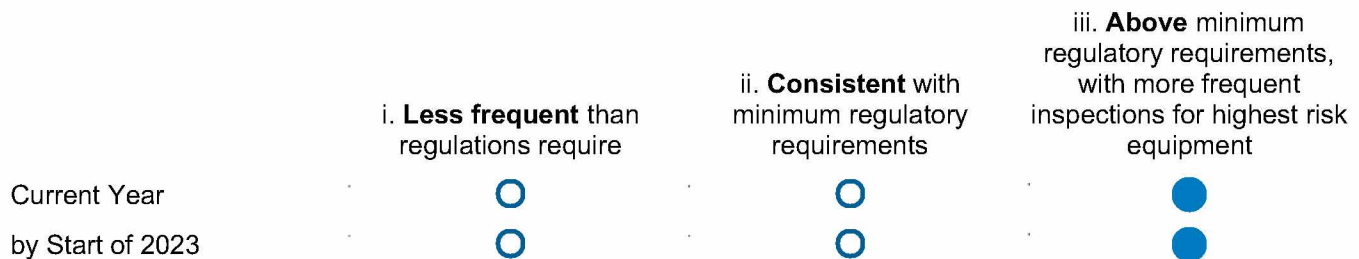 iii. Above minimum
regulatory requirements,
with more frequent
inspections for highest risk
equipment
ii. Consistent with
minimum regulatory
requirements
i. Less frequent than
regulations require
Current Year
by Start of 2023